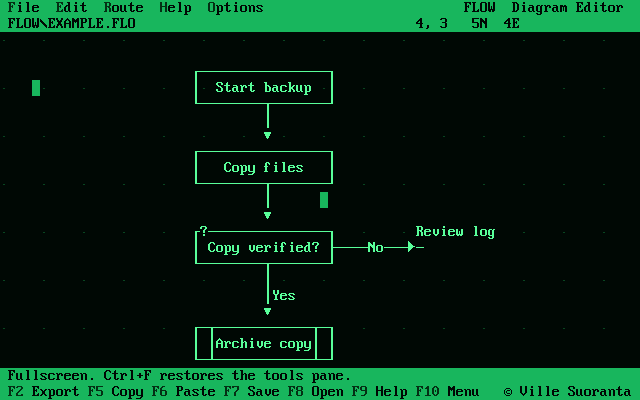 File  Edit  Route  Help  Options  FLOW  Diagram Editor
FLOW\EXAMPLE.FLO  4, 3  5N  4E
Start backup
Copy files
Review log
?
Copy verified?  No
Yes
Archive copy
Fullscreen. Ctrl+F restores the tools pane.
F2 Export F5 Copy F6 Paste F7 Save F8 Open F9 Help F10 Menu  © Ville Suoranta